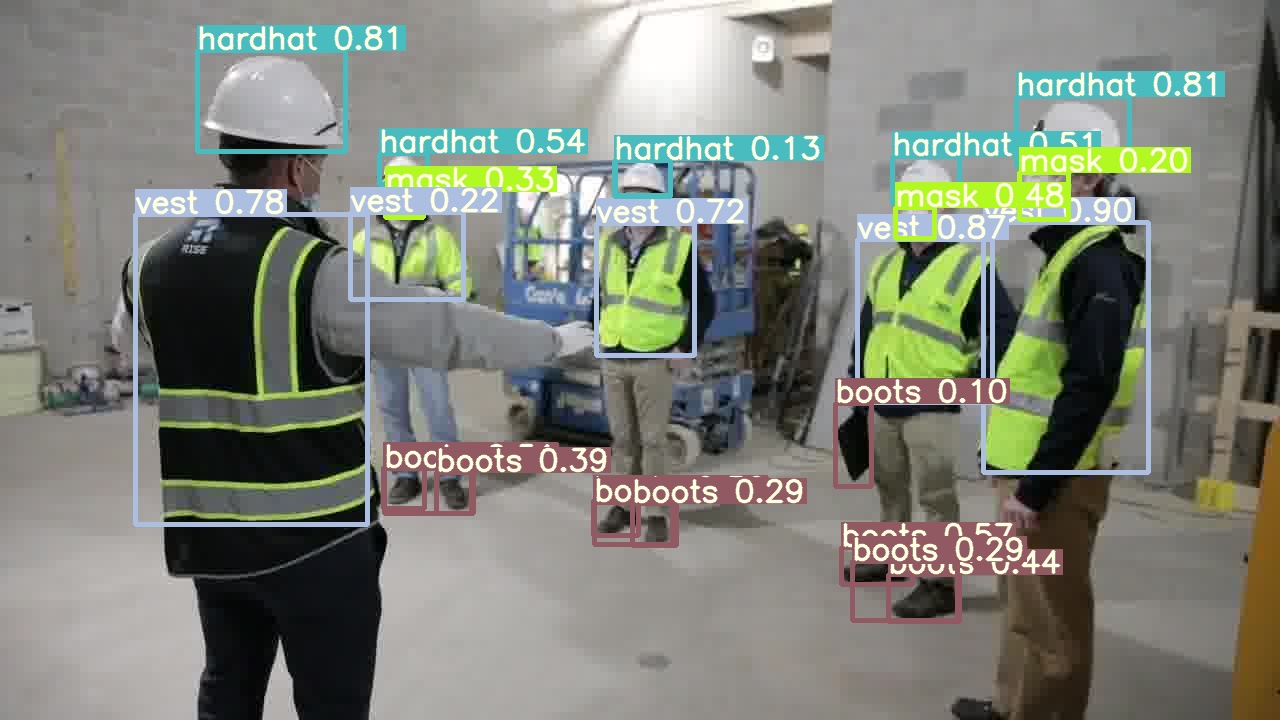 hardhat 0.81
hardhat 0.81
hardhat 0.54
hardhat 0.13
hardhat 0.51
mask 0.20
mask 0.33
mask 0.48
vest 0.78
vest 0.22
vest 0.72
vest 0.90
vest 0.87
RISE
Genie
boots 0.10
boots 0.39
boots 0.29
boots 0.57
boots 0.29
boots 0.44